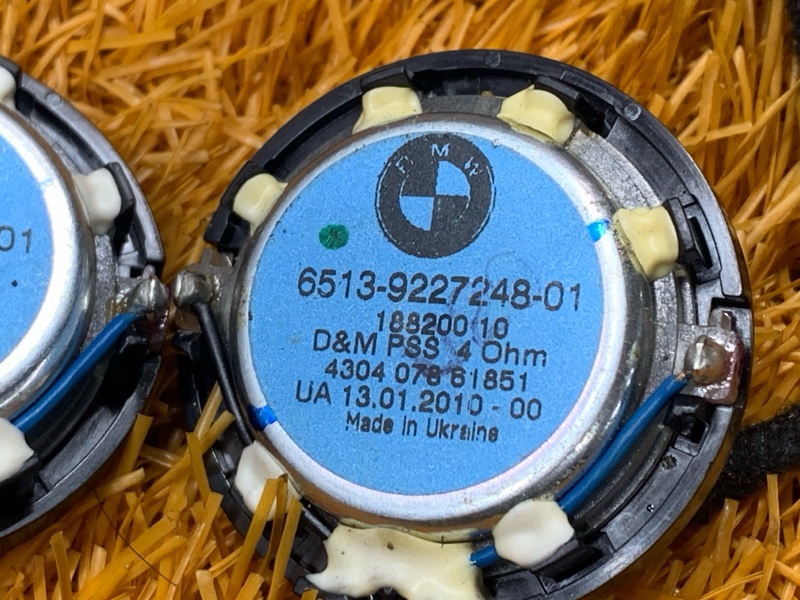 BMW
6513-9227248-01
18820010
D&M PSS 4 Ohm
4304 078 61851
UA 13.01.2010 - 00
Made in Ukraine
01